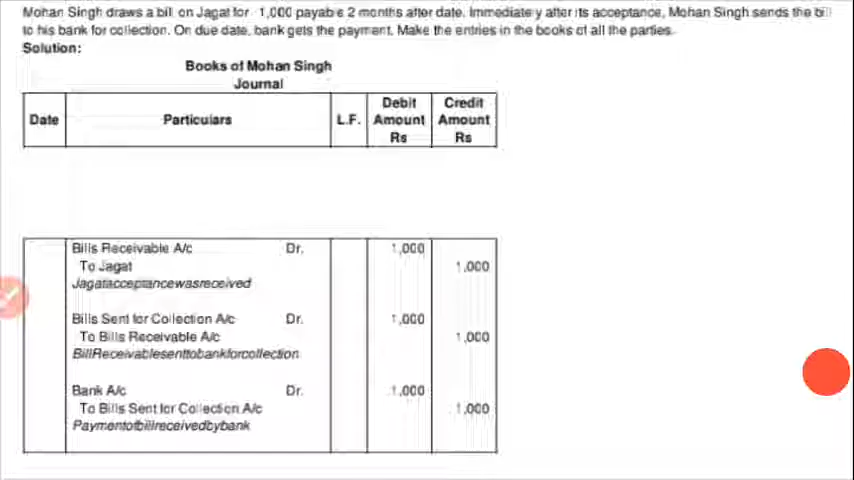 Mohan Singh draws a bill on Jagat for 1,000 payable 2 months after date. Immediately after its acceptance, Mohan Singh sends the bill
to his bank for collection. On due date, bank gets the payment. Make the entries in the books of all the parties.
Solution:
Books of Mohan Singh
Journal
Date Particulars L.F. Debit Amount Rs Credit Amount Rs
Bills Receivable A/c Dr. 1,000
To Jagat 1,000
Jagatacceptancewasreceived
Bills Sent for Collection A/c Dr. 1,000
To Bills Receivable A/c 1,000
BillReceivablesenttobankforcollection
Bank A/c Dr. 1,000
To Bills Sent for Collection A/c 1,000
Paymentofbillreceivedbybank